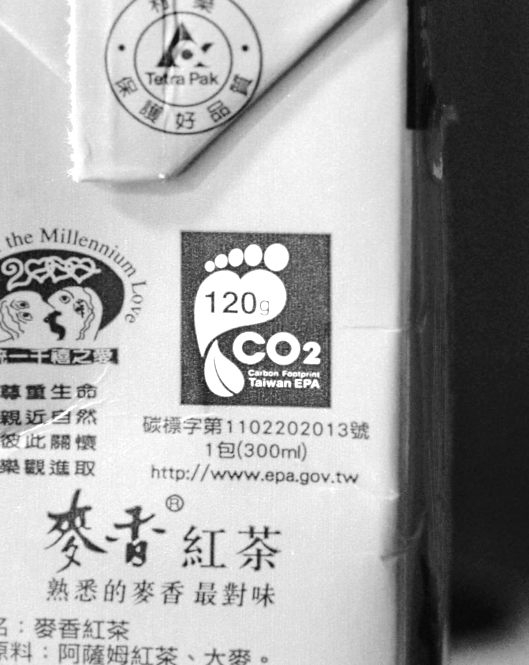 利樂
Tetra Pak
保護好品質
the Millennium Love
統一千禧之愛
尊重生命
親近自然
彼此關懷
樂觀進取
120g
CO2
Carbon Footprint
Taiwan EPA
碳標字第1102202013號
1包(300ml)
http://www.epa.gov.tw
麥香® 紅茶
熟悉的麥香 最對味
名：麥香紅茶
原料：阿薩姆紅茶、大麥。